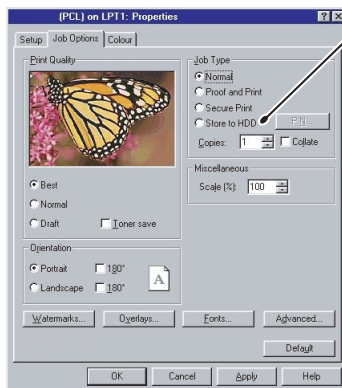 (PCL) on LPT1: Properties
Setup Job Options Colour
Print Quality
Best
Normal
Draft Toner save
Orientation
Portrait 180°
Landscape 180°
A
Job Type
Normal
Proof and Print
Secure Print
Store to HDD PIN...
Copies: 1 Collate
Miscellaneous
Scale (%): 100
Watermarks... Overlays... Fonts... Advanced...
Default
OK Cancel Apply Help